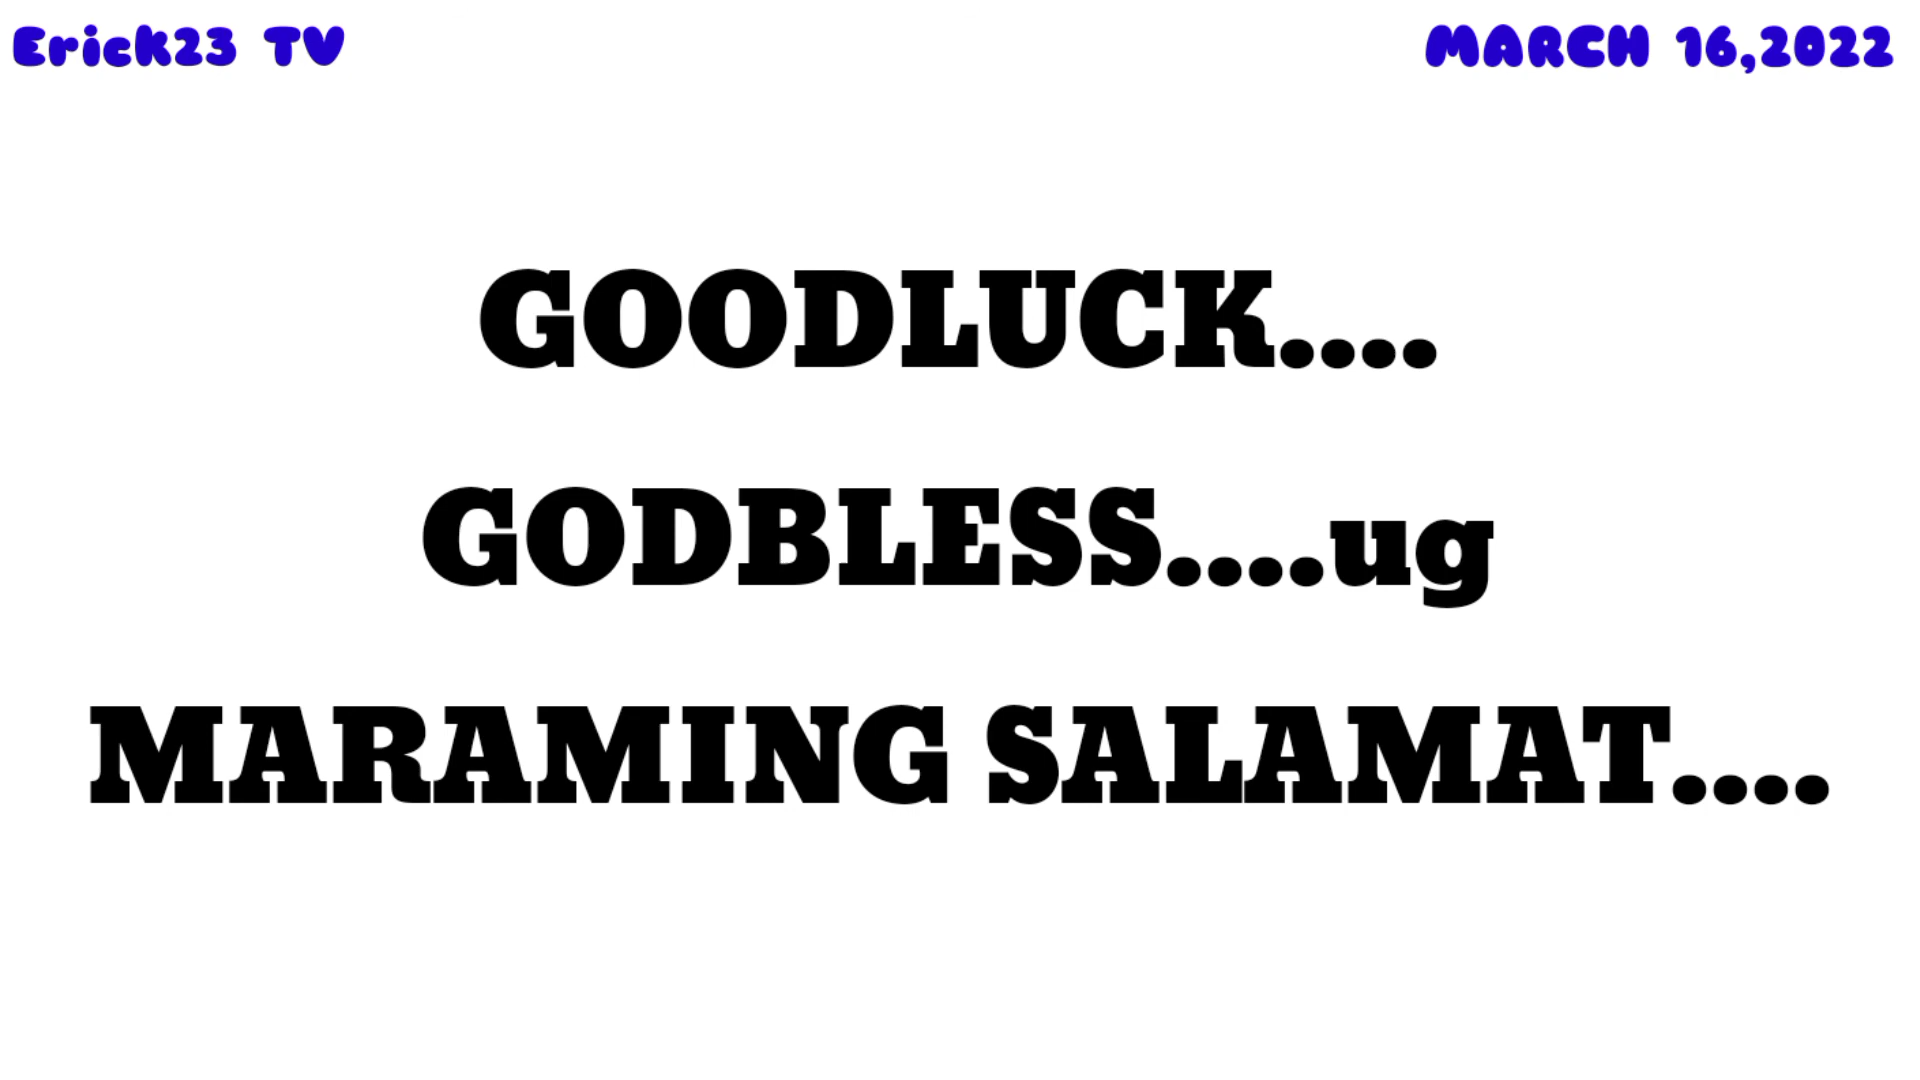 Erick23 TV
MARCH 16,2022
GOODLUCK....
GODBLESS....ug
MARAMING SALAMAT....